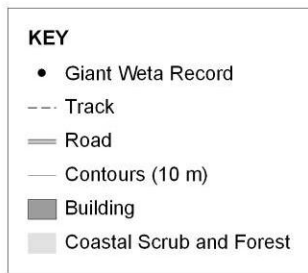 KEY
Giant Weta Record
Track
Road
Contours (10 m)
Building
Coastal Scrub and Forest